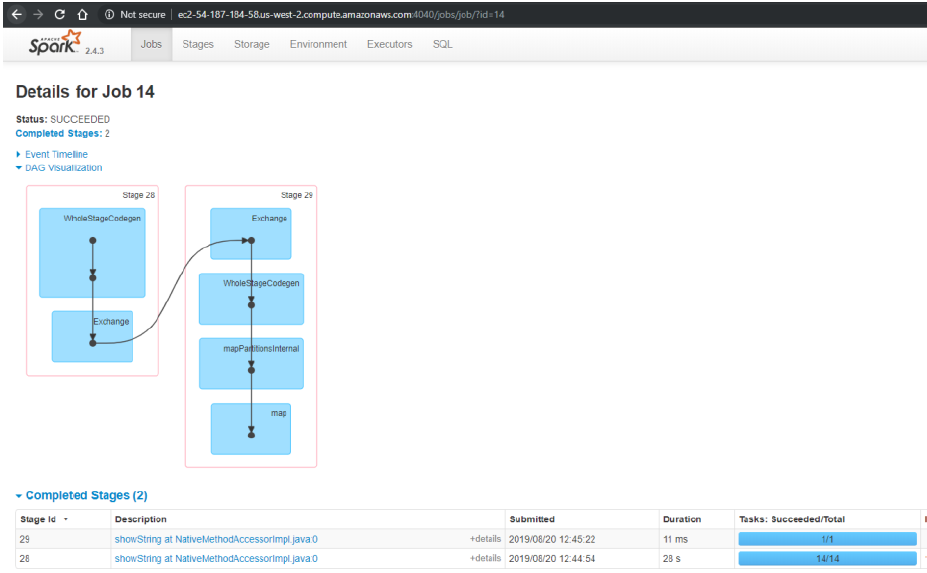 Not secure | ec2-54-187-184-58.us-west-2.compute.amazonaws.com:4040/jobs/job/?id=14
APACHE Spark 2.4.3 Jobs Stages Storage Environment Executors SQL
Details for Job 14
Status: SUCCEEDED
Completed Stages: 2
Event Timeline
DAG Visualization
Stage 28
WholeStageCodegen
Exchange
Stage 29
Exchange
WholeStageCodegen
mapPartitionsInternal
map
Completed Stages (2)
Stage Id Description Submitted Duration Tasks: Succeeded/Total
29 showString at NativeMethodAccessorImpl.java:0 +details 2019/08/20 12:45:22 11 ms 1/1
28 showString at NativeMethodAccessorImpl.java:0 +details 2019/08/20 12:44:54 28 s 14/14